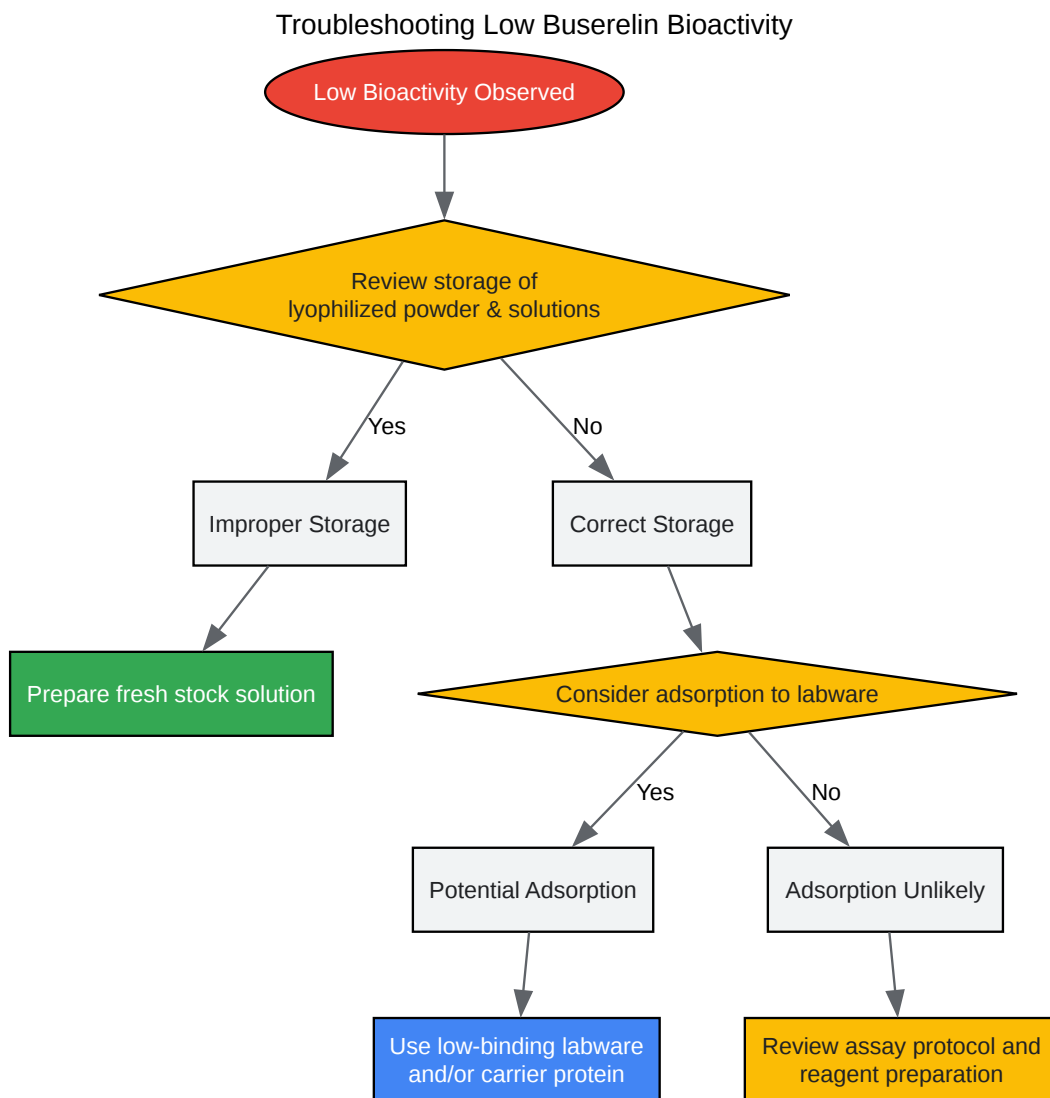 Troubleshooting Low Buserelin Bioactivity
Low Bioactivity Observed
Review storage of
lyophilized powder & solutions
Yes
No
Improper Storage
Correct Storage
Prepare fresh stock solution
Consider adsorption to labware
Yes
No
Potential Adsorption
Adsorption Unlikely
Use low-binding labware
and/or carrier protein
Review assay protocol and
reagent preparation